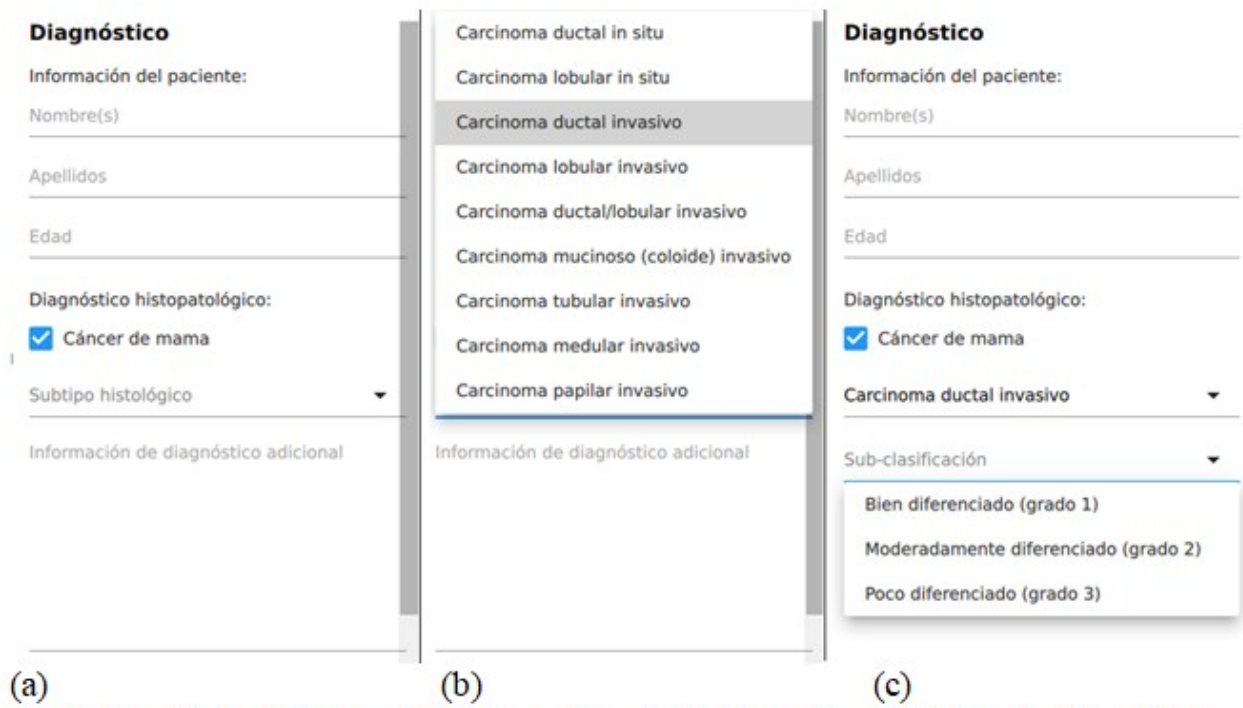 Diagnóstico
Información del paciente:
Nombre(s)
Apellidos
Edad
Diagnóstico histopatológico:
Cáncer de mama
Subtipo histológico
Información de diagnóstico adicional
(a)
Carcinoma ductal in situ
Carcinoma lobular in situ
Carcinoma ductal invasivo
Carcinoma lobular invasivo
Carcinoma ductal/lobular invasivo
Carcinoma mucinoso (coloide) invasivo
Carcinoma tubular invasivo
Carcinoma medular invasivo
Carcinoma papilar invasivo
Información de diagnóstico adicional
(b)
Diagnóstico
Información del paciente:
Nombre(s)
Apellidos
Edad
Diagnóstico histopatológico:
Cáncer de mama
Carcinoma ductal invasivo
Sub-clasificación
Bien diferenciado (grado 1)
Moderadamente diferenciado (grado 2)
Poco diferenciado (grado 3)
(c)